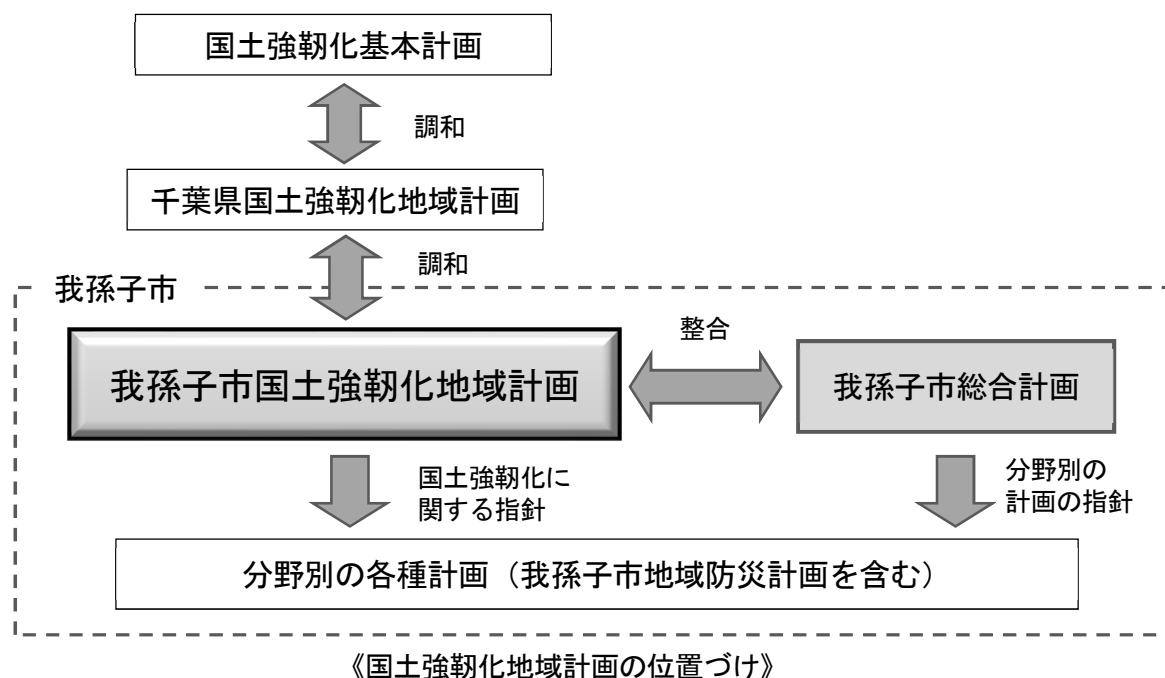 国土強靭化基本計画
調和
千葉県国土強靭化地域計画
調和
我孫子市
整合
我孫子市国土強靭化地域計画
我孫子市総合計画
国土強靭化に
関する指針
分野別の
計画の指針
分野別の各種計画（我孫子市地域防災計画を含む）
《国土強靭化地域計画の位置づけ》